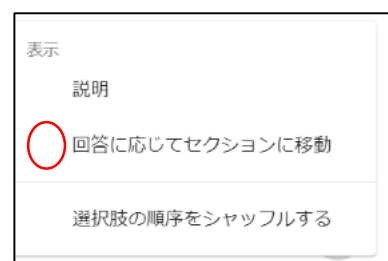 表示
説明
回答に応じてセクションに移動
選択肢の順序をシャッフルする